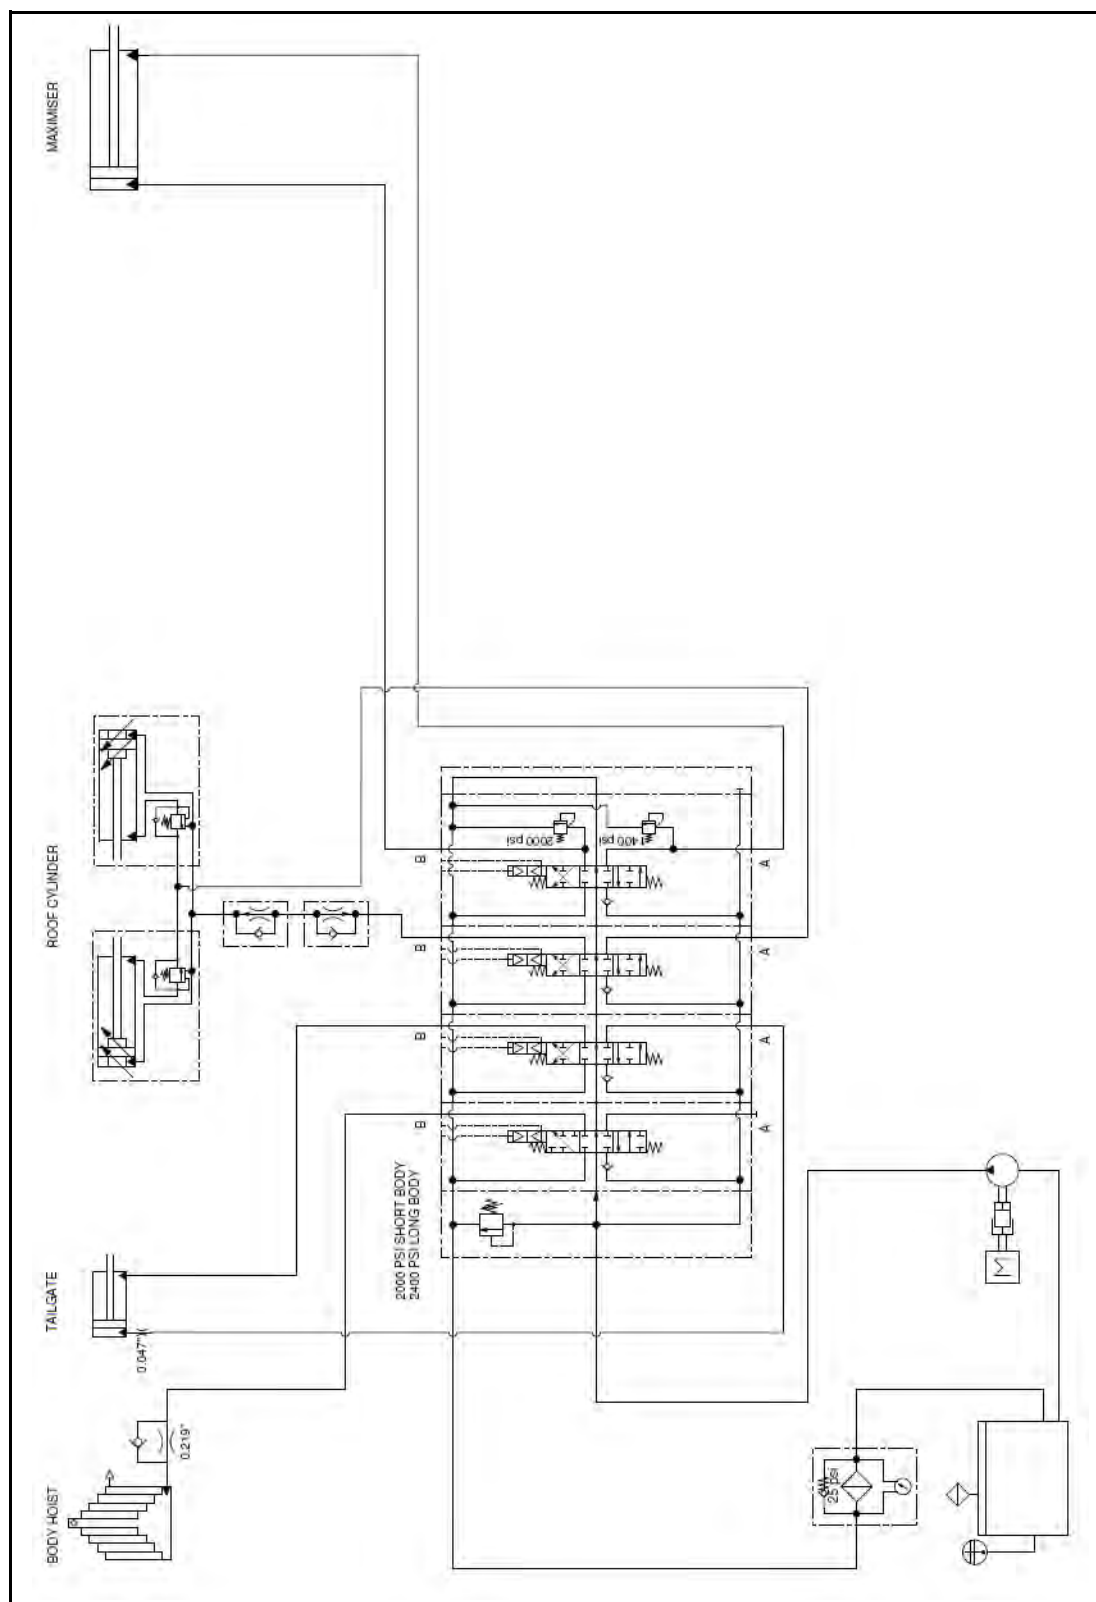 BODY HOIST
TAILGATE
ROOF CYLINDER
MAXIMISER
0.219"
0.047"
2000 PSI SHORT BODY
2400 PSI LONG BODY
B
B
B
B
2000 psi
1400 psi
A
A
A
A
25 psi
M